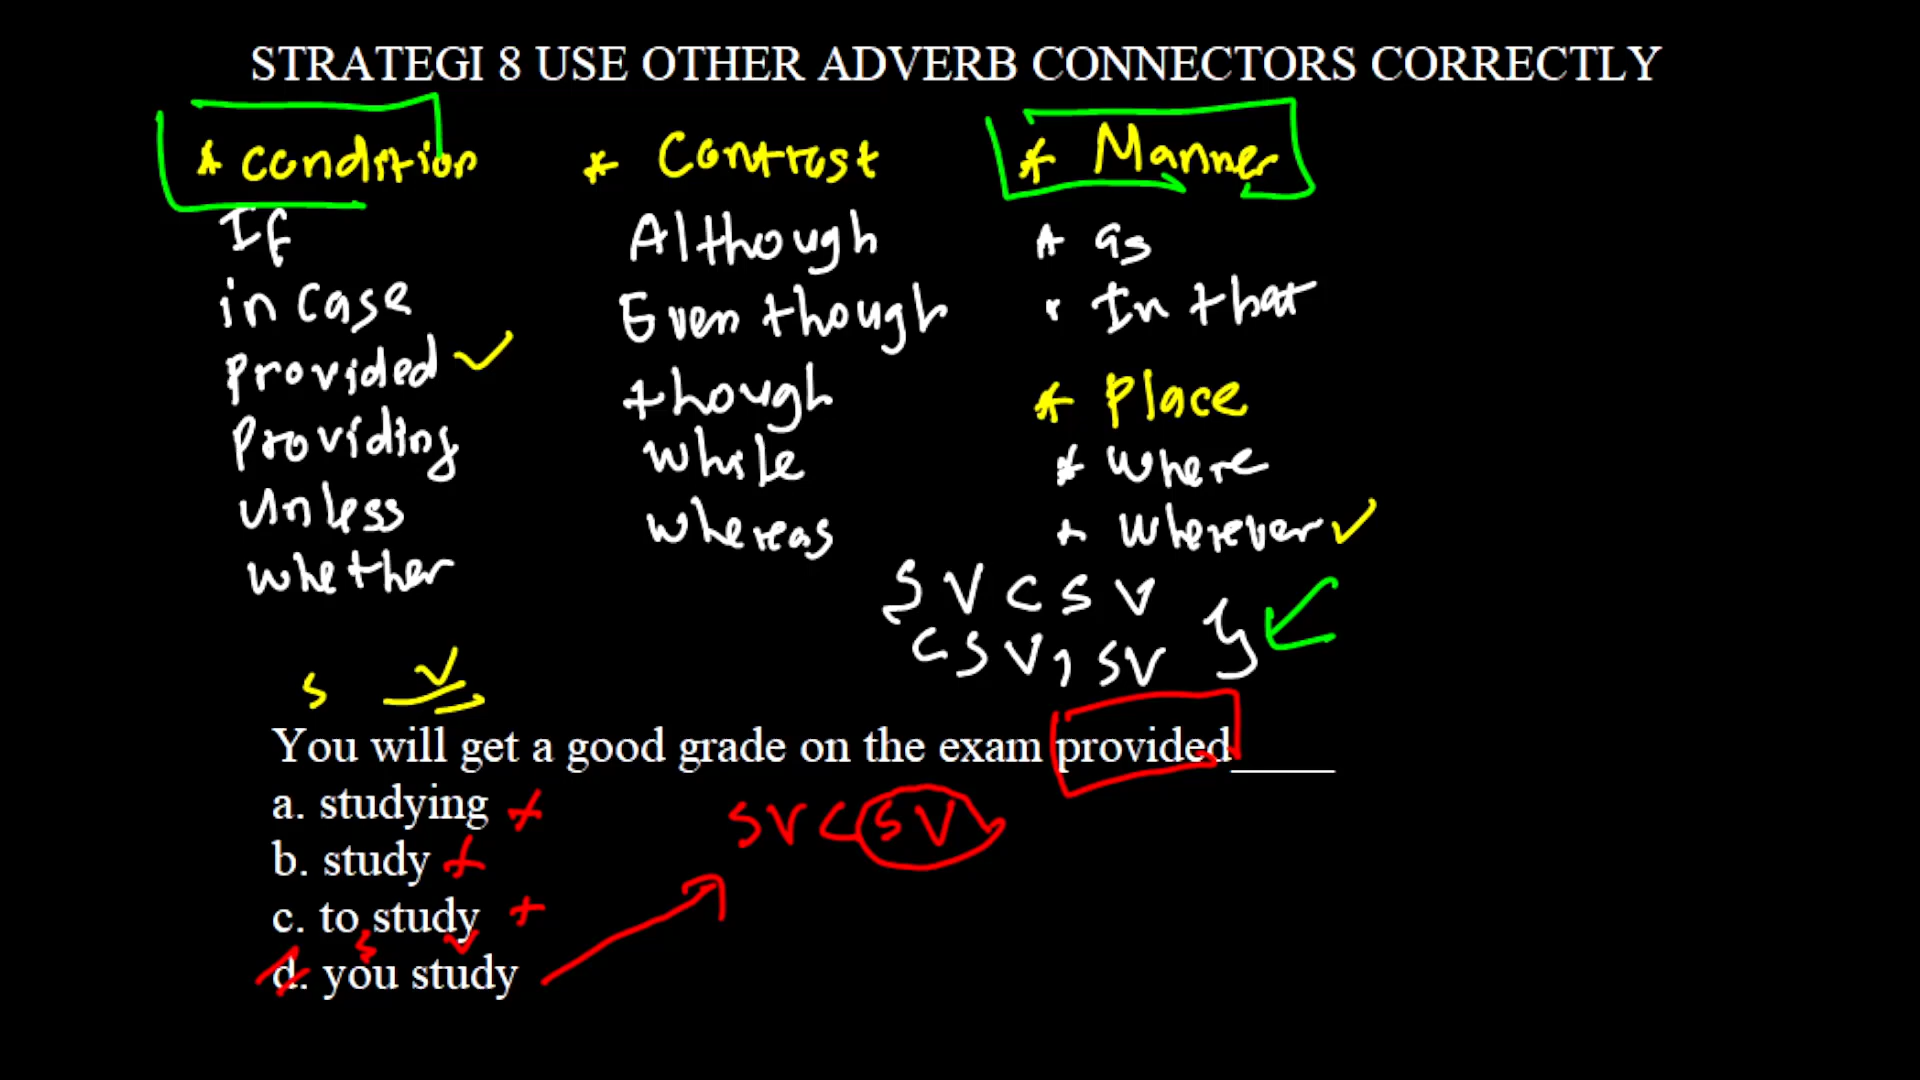 STRATEGI 8 USE OTHER ADVERB CONNECTORS CORRECTLY
* condition
If
in case
provided
providing
unless
whether
* Contrast
Although
Even though
though
while
whereas
* Manner
* as
* In that
* Place
* where
* wherever
S V C S V
C S V, S V
S V
You will get a good grade on the exam provided_____
a. studying
b. study
c. to study
S V
d. you study
S V C S V